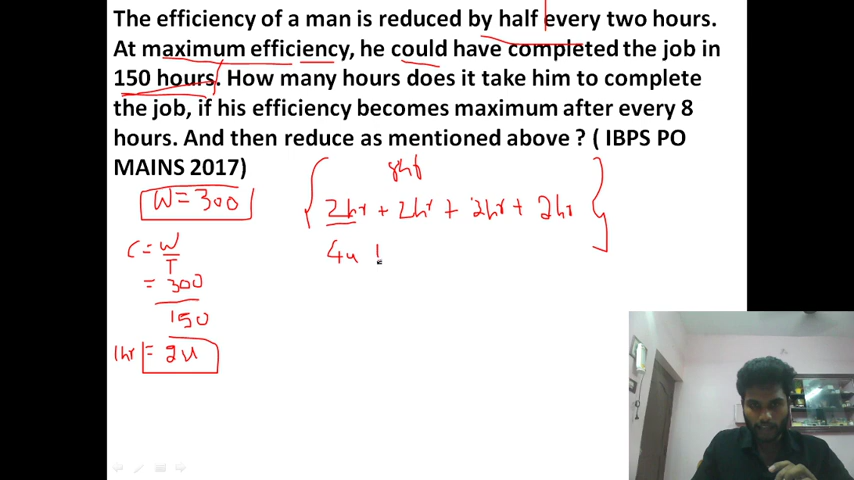 The efficiency of a man is reduced by half every two hours.
At maximum efficiency, he could have completed the job in
150 hours. How many hours does it take him to complete
the job, if his efficiency becomes maximum after every 8
hours. And then reduce as mentioned above ? ( IBPS PO
MAINS 2017)
8hr
W=300
2hr + 2hr + 2hr + 2hr
C = W
T
4u
= 300
150
1hr = 2u